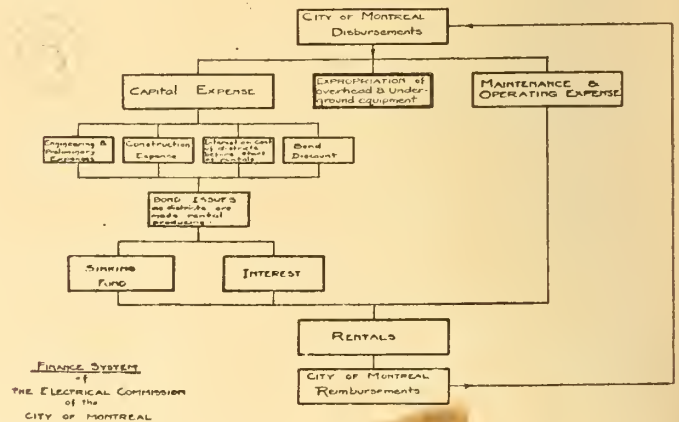 CITY OF MONTREAL
Disbursements
CAPITAL EXPENSE
EXPROPRIATION of
overhead & Under-
ground equipment
MAINTENANCE &
OPERATING EXPENSE
Engineering &
Preliminary
Expenses
Construction
Expense
Interest on cost
of districts
before start
of rentals
Bond
Discount
BOND ISSUES
as districts are
made rental
producing
SINKING
FUND
INTEREST
RENTALS
CITY OF MONTREAL
Reimbursements
FINANCE SYSTEM
of
THE ELECTRICAL COMMISSION
of the
CITY OF MONTREAL